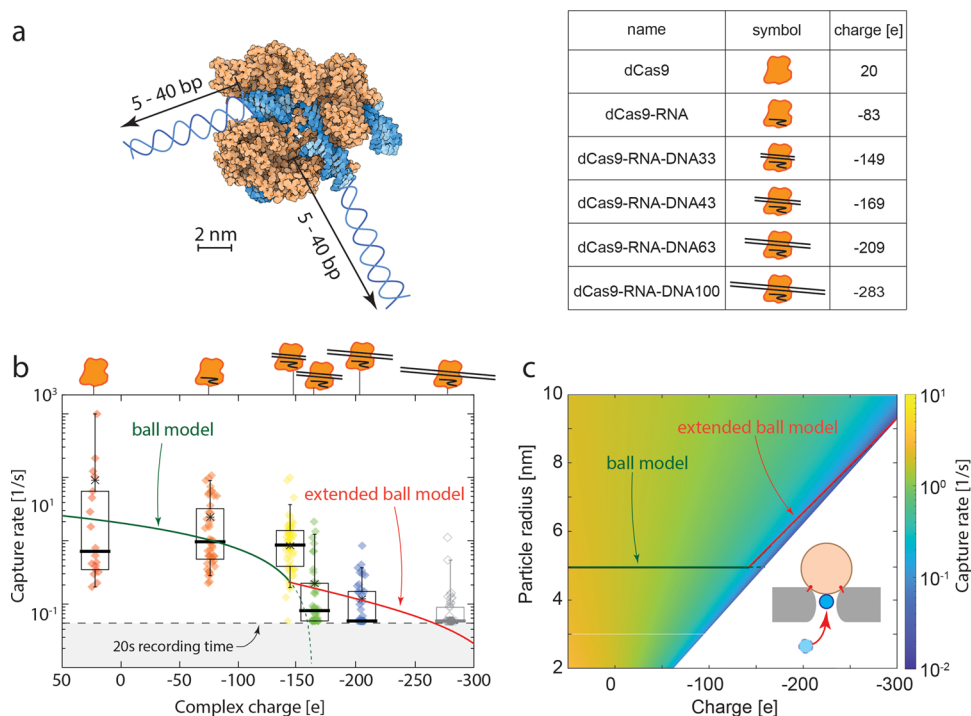 a
5 - 40 bp
5 - 40 bp
2 nm
name symbol charge [e]
dCas9 20
dCas9-RNA -83
dCas9-RNA-DNA33 -149
dCas9-RNA-DNA43 -169
dCas9-RNA-DNA63 -209
dCas9-RNA-DNA100 -283
b
Capture rate [1/s]
10³
10¹
10⁻¹
ball model
extended ball model
20s recording time
50 0 -50 -100 -150 -200 -250 -300
Complex charge [e]
c
Particle radius [nm]
10
8
6
4
2
ball model
extended ball model
0 -100 -200 -300
Charge [e]
10¹
10⁰
10⁻¹
10⁻²
Capture rate [1/s]